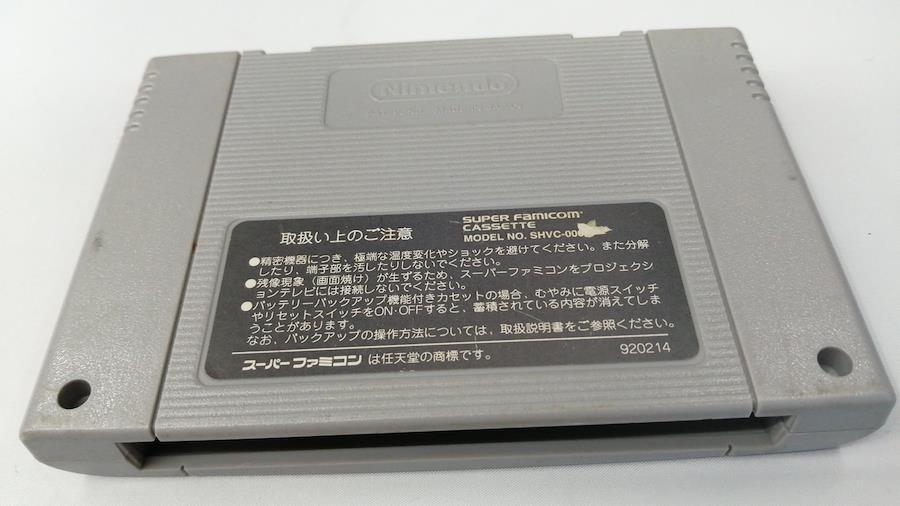 Nintendo
MADE IN JAPAN
取扱い上のご注意
SUPER FAMICOM
CASSETTE
MODEL NO. SHVC-00
●精密機器につき、極端な温度変化やショックを避けてください。また分解
したり、端子部を汚したりしないでください。
●残像現象（画面焼け）が生ずるため、スーパーファミコンをプロジェクシ
ョンテレビには接続しないでください。
●バッテリーバックアップ機能付きカセットの場合、むやみに電源スイッチ
やリセットスイッチをON・OFFすると、蓄積されている内容が消えてしま
うことがあります。
なお、バックアップの操作方法については、取扱説明書をご参照ください。
スーパーファミコン は任天堂の商標です。
920214